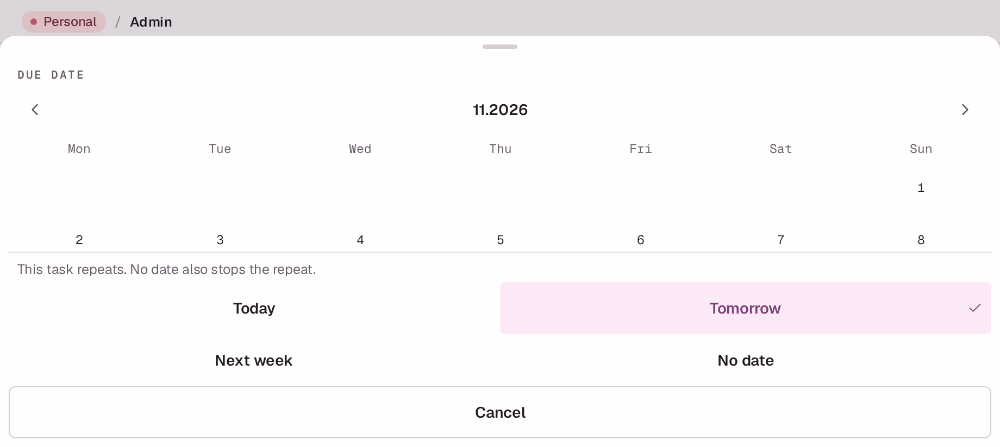 Personal / Admin
DUE DATE
11.2026
Mon Tue Wed Thu Fri Sat Sun
1
2 3 4 5 6 7 8
This task repeats. No date also stops the repeat.
Today Tomorrow
Next week No date
Cancel